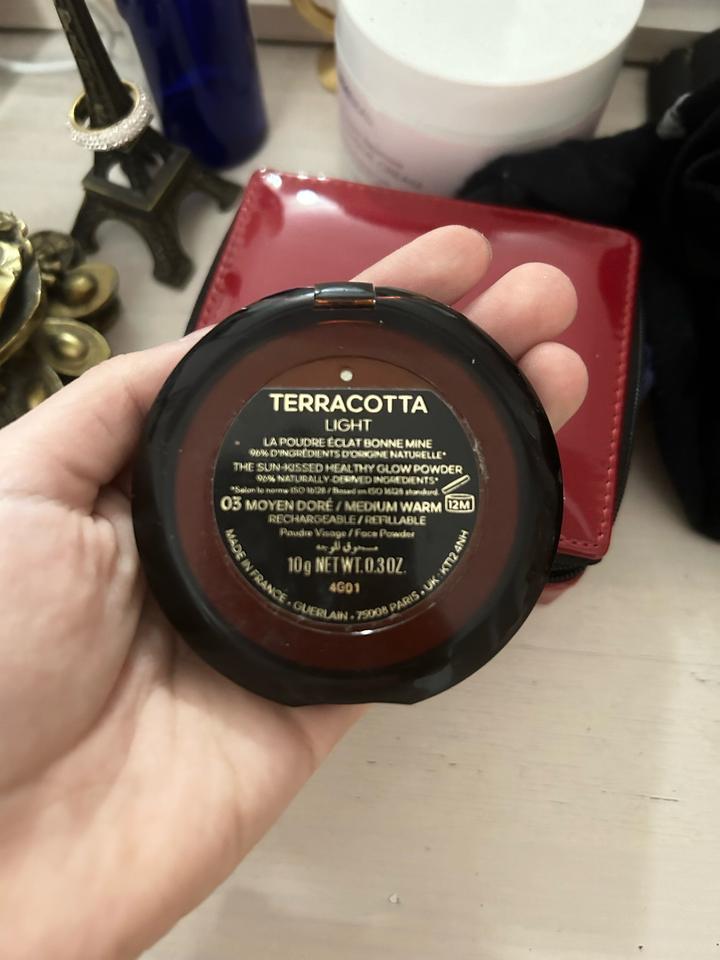 TERRACOTTA
LIGHT
LA POUDRE ÉCLAT BONNE MINE
96% D'INGRÉDIENTS D'ORIGINE NATURELLE*
THE SUN-KISSED HEALTHY GLOW POWDER
96% NATURALLY-DERIVED INGREDIENTS*
*Selon la norme ISO 16128 / Based on ISO 16128 standard.
03 MOYEN DORÉ / MEDIUM WARM 12M
RECHARGEABLE / REFILLABLE
Poudre Visage / Face Powder
مسحوق للوجه
10g NET WT. 0.3 OZ.
4G01
MADE IN FRANCE • GUERLAIN • 75008 PARIS • UK • KT12 4NH